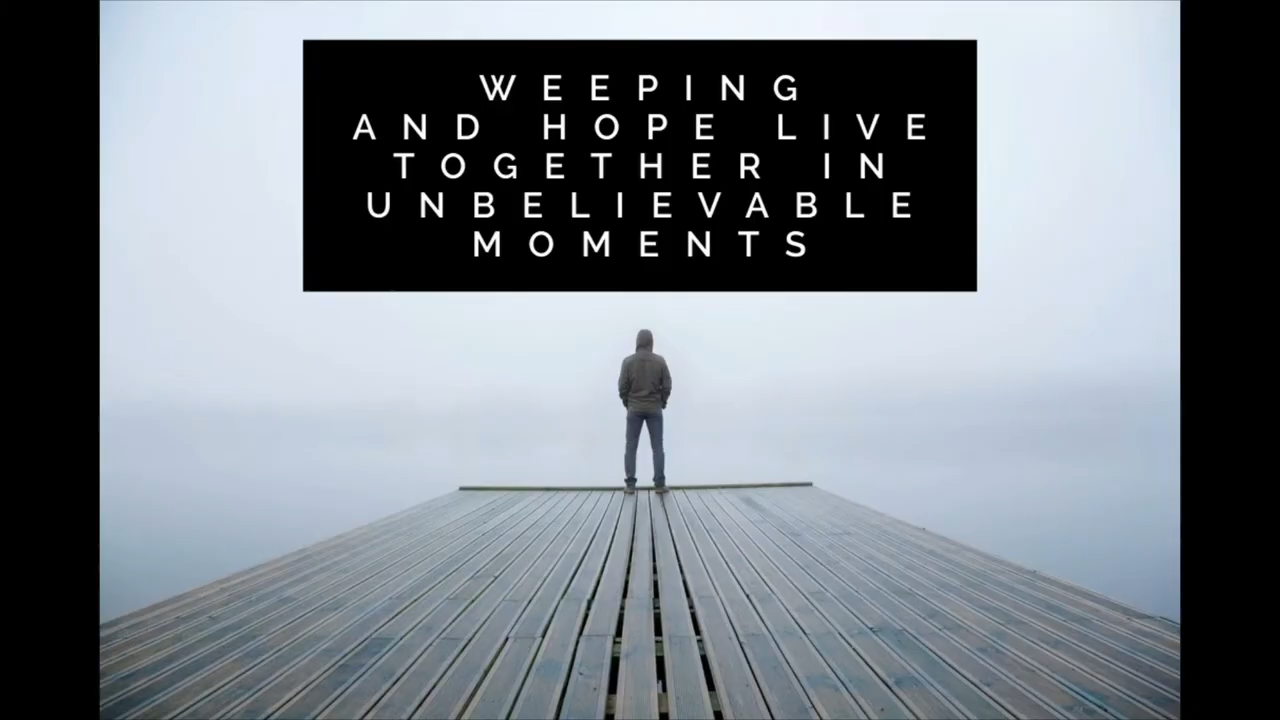 WEEPING
AND HOPE LIVE
TOGETHER IN
UNBELIEVABLE
MOMENTS